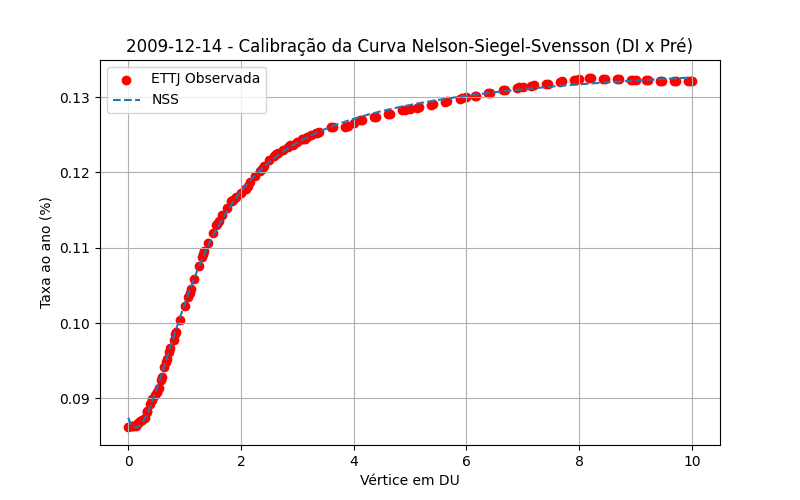 2009-12-14 - Calibração da Curva Nelson-Siegel-Svensson (DI x Pré)
ETTJ Observada
NSS
Taxa ao ano (%)
0.13
0.12
0.11
0.10
0.09
0 2 4 6 8 10
Vértice em DU